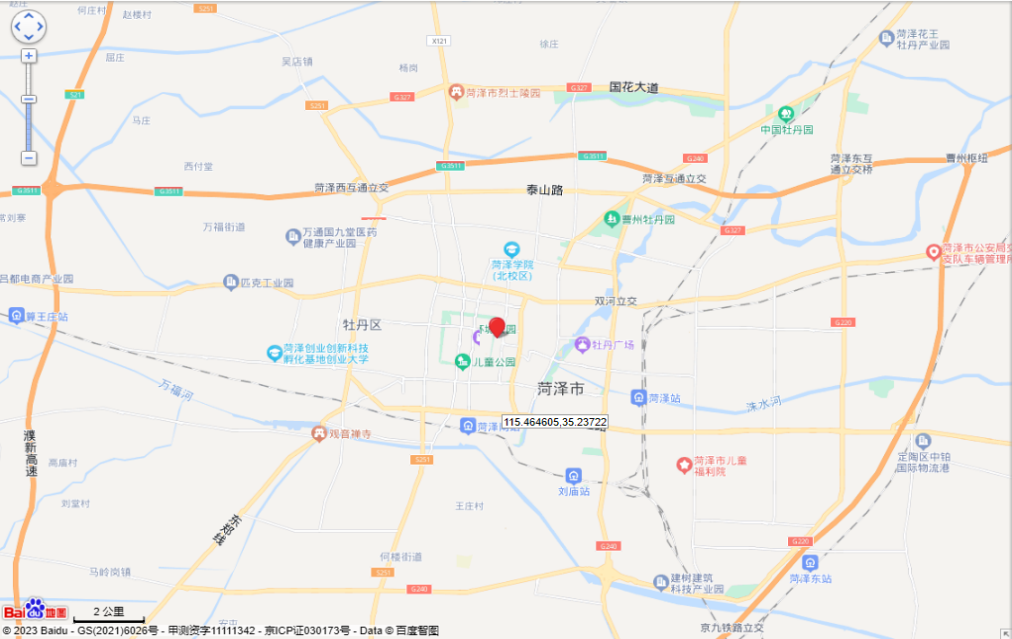 何庄村
赵楼村
S251
X121
徐庄
菏泽花王
牡丹产业园
屈庄
吴店镇
杨岗
S21
马庄
S251
G327
菏泽市烈士陵园
G327
国花大道
中国牡丹园
西付堂
G3511
G3511
G240
菏泽东互
通立交桥
曹州枢纽
G3511
G3511
菏泽西互通立交
泰山路
菏泽互通立交
常刘寨
万福街道
万通国九堂医药
健康产业园
曹州牡丹园
G327
菏泽学院
(北校区)
菏泽市公安局交
支队车辆管理所
吕都电商产业园
匹克工业园
双河立交
算王庄站
牡丹区
G220
牡丹广场
菏泽创业创新科技
孵化基地创业大学
儿童公园
万福河
菏泽市
菏泽站
洙水河
115.464605,35.23722
观音禅寺
濮新高速
高庙村
S251
菏泽市儿童
福利院
定陶区中铂
国际物流港
刘庙站
刘堂村
王庄村
东郑线
G240
G220
何楼街道
马岭岗镇
S251
G240
建树建筑
科技产业园
菏泽东站
Bai du 地图
2 公里
安屯
京九铁路立交
© 2023 Baidu - GS(2021)6026号 - 甲测资字11111342 - 京ICP证030173号 - Data © 百度智图